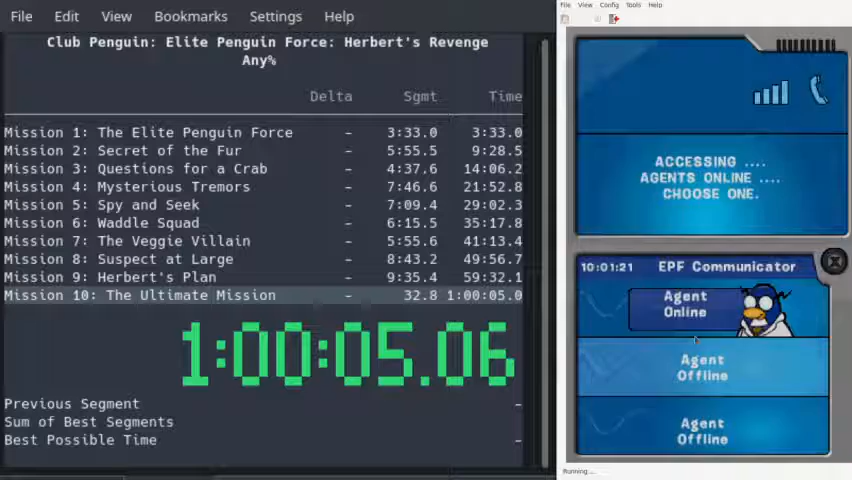 File Edit View Bookmarks Settings Help
Club Penguin: Elite Penguin Force: Herbert's Revenge
Any%
Delta Sgmt Time
Mission 1: The Elite Penguin Force – 3:33.0 3:33.0
Mission 2: Secret of the Fur – 5:55.5 9:28.5
Mission 3: Questions for a Crab – 4:37.6 14:06.2
Mission 4: Mysterious Tremors – 7:46.6 21:52.8
Mission 5: Spy and Seek – 7:09.4 29:02.3
Mission 6: Waddle Squad – 6:15.5 35:17.8
Mission 7: The Veggie Villain – 5:55.6 41:13.4
Mission 8: Suspect at Large – 8:43.2 49:56.7
Mission 9: Herbert's Plan – 9:35.4 59:32.1
Mission 10: The Ultimate Mission – 32.8 1:00:05.0
1:00:05.06
Previous Segment –
Sum of Best Segments –
Best Possible Time –
File View Config Tools Help
ACCESSING ....
AGENTS ONLINE ....
CHOOSE ONE.
10:01:21 EPF Communicator
Agent
Online
Agent
Offline
Agent
Offline
Running...